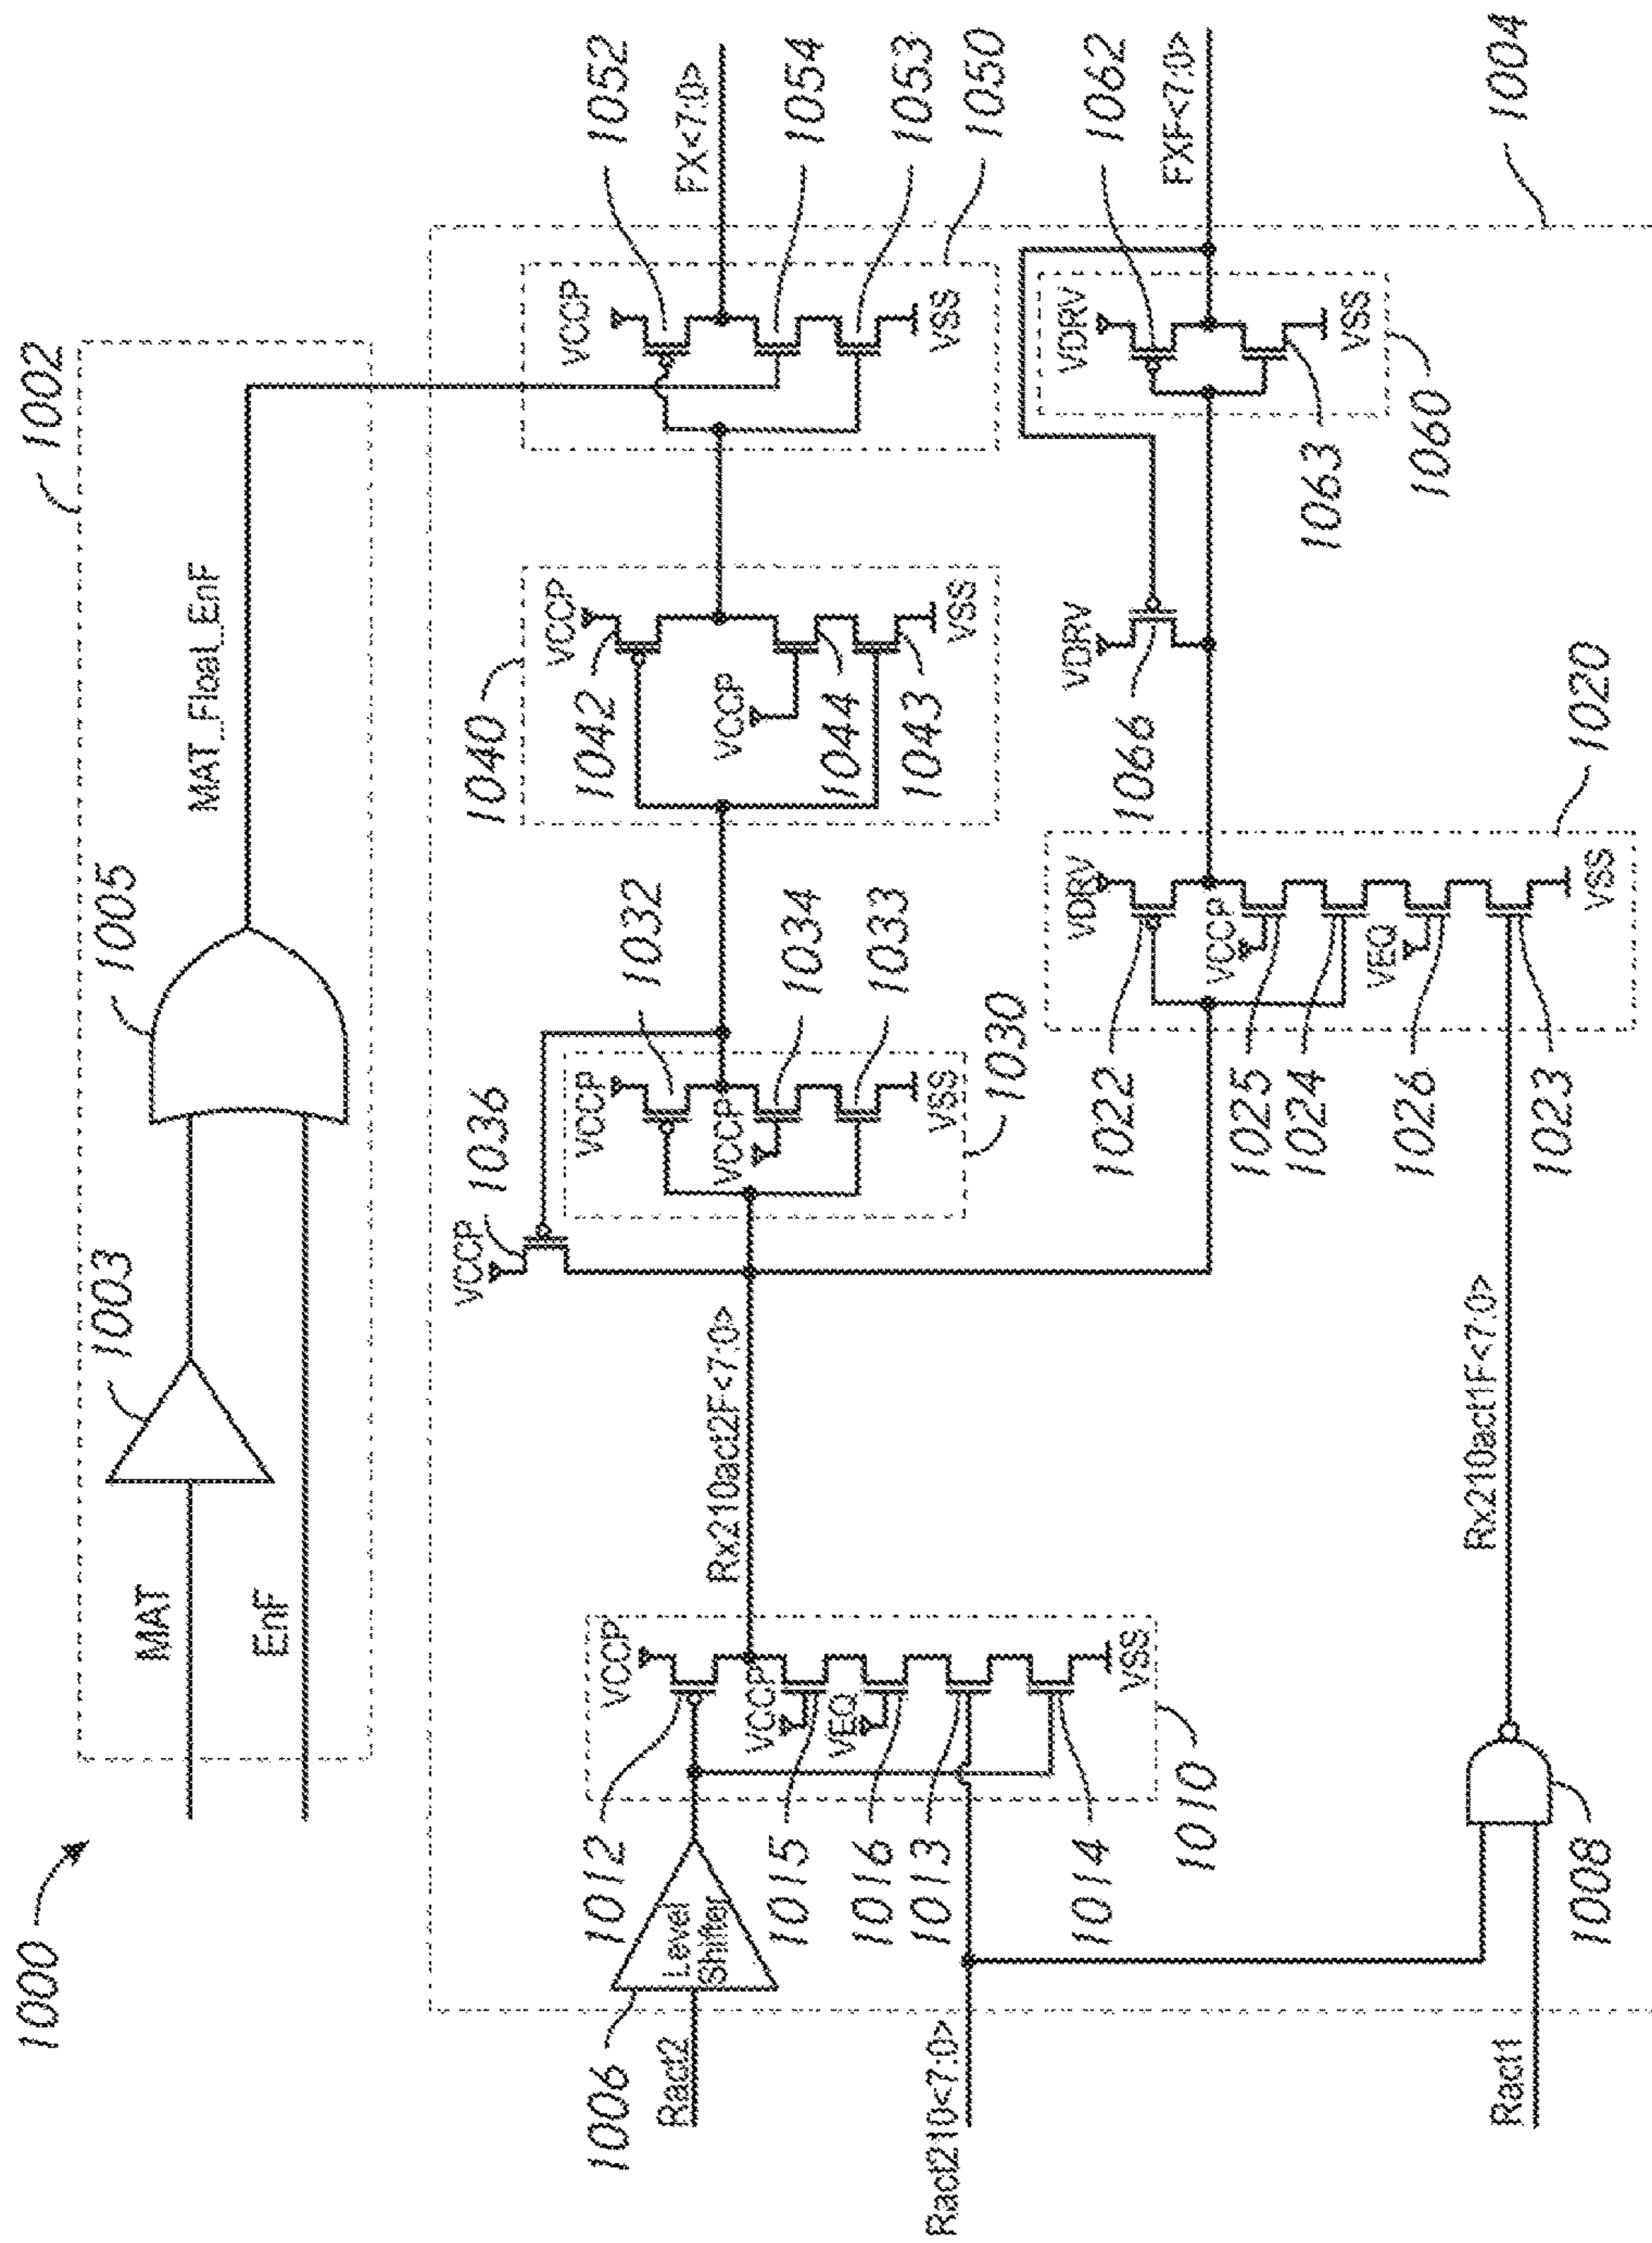 1000
1002
MAT
EnF
1003
1005
MAT_Float_EnF
1006
Ract2
Level
Shifter
Ract210<7:0>
Ract1
1008
VCCP
1012
VCCP
1015
VEQ
1016
1013
1014
VSS
1010
Rx210act2F<7:0>
Rx210act1F<7:0>
VCCP
1036
VCCP
1032
VCCP
1034
1033
VSS
1030
1040
VCCP
1042
VCCP
1044
1043
VSS
VCCP
1052
FX<7:0>
1054
1053
VSS
1050
VDRV
1022
VCCP
1025
1024
VEQ
1026
1023
VSS
1020
VDRV
1066
VDRV
1062
FXF<7:0>
1063
VSS
1060
1004